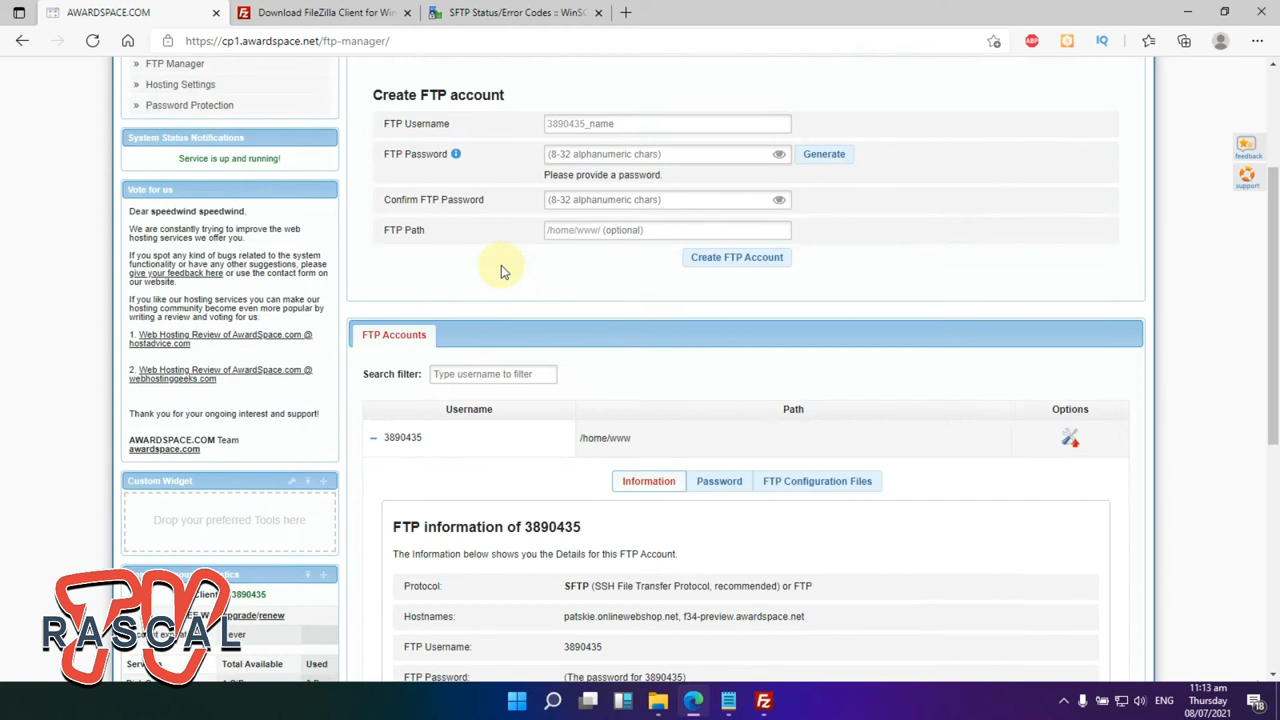 AWARDSPACE.COM
Download FileZilla Client for Win
SFTP Status/Error Codes :: WinSC
https://cp1.awardspace.net/ftp-manager/
» FTP Manager
» Hosting Settings
» Password Protection
System Status Notifications
Service is up and running!
Vote for us
Dear speedwind speedwind,
We are constantly trying to improve the web
hosting services we offer you.
If you spot any kind of bugs related to the system
functionality or have any other suggestions, please
give your feedback here or use the contact form on
our website.
If you like our hosting services you can make our
hosting community become even more popular by
writing a review and voting for us:
1. Web Hosting Review of AwardSpace.com @
hostadvice.com
2. Web Hosting Review of AwardSpace.com @
webhostinggeeks.com
Thank you for your ongoing interest and support!
AWARDSPACE.COM Team
awardspace.com
Custom Widget
Drop your preferred Tools here
Client
3890435
upgrade/renew
Total Available
Used
Create FTP account
FTP Username
3890435_name
FTP Password
(8-32 alphanumeric chars)
Generate
Please provide a password.
Confirm FTP Password
(8-32 alphanumeric chars)
FTP Path
/home/www/ (optional)
Create FTP Account
FTP Accounts
Search filter:
Type username to filter
Username
Path
Options
− 3890435
/home/www
Information
Password
FTP Configuration Files
FTP information of 3890435
The Information below shows you the Details for this FTP Account.
Protocol:
SFTP (SSH File Transfer Protocol, recommended) or FTP
Hostnames:
patskie.onlinewebshop.net, f34-preview.awardspace.net
FTP Username:
3890435
FTP Password:
(The password for 3890435)
feedback
support
ABP
IQ
TV
RASCAL
ENG
11:13 am
Thursday
08/07/2021
18